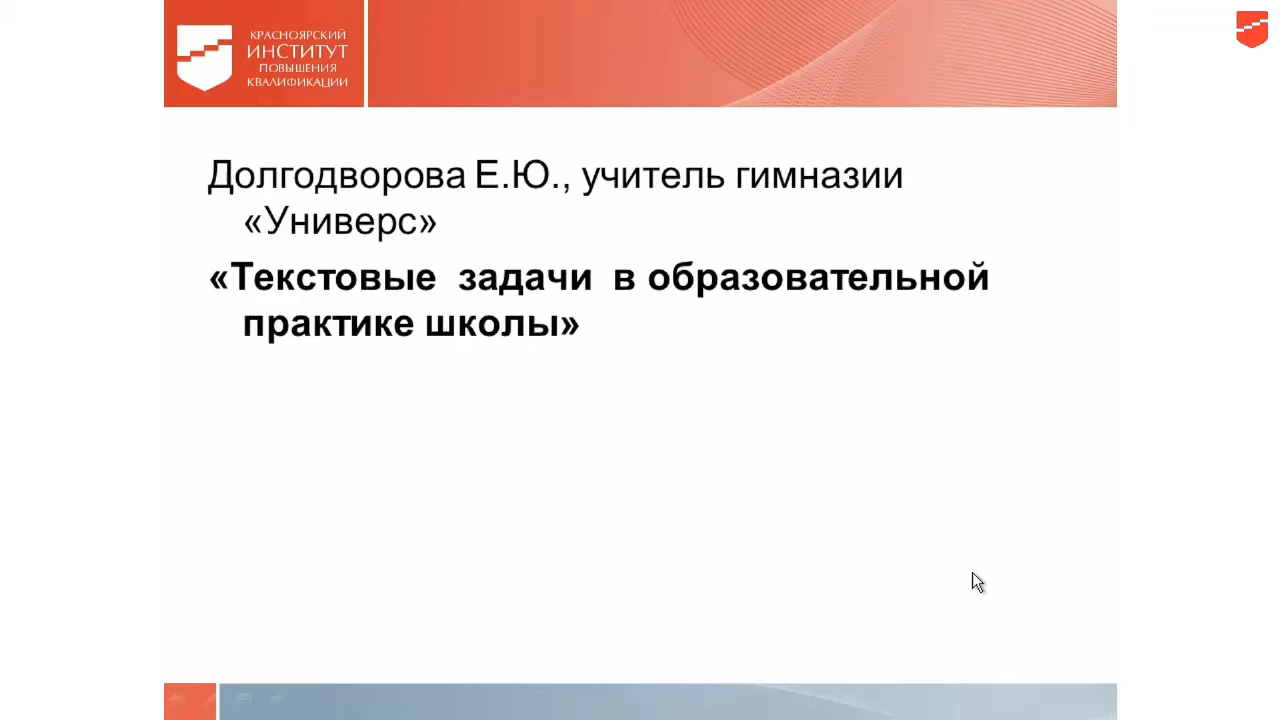 КРАСНОЯРСКИЙ
ИНСТИТУТ
ПОВЫШЕНИЯ
КВАЛИФИКАЦИИ
Долгодворова Е.Ю., учитель гимназии
«Универс»
«Текстовые задачи в образовательной
практике школы»